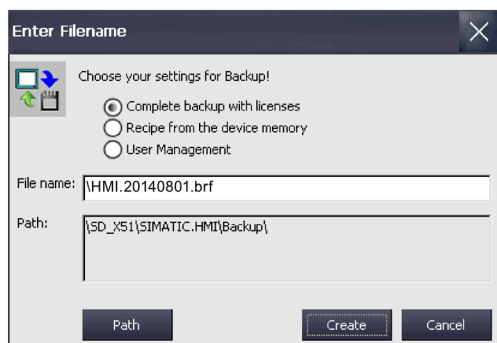 Enter Filename
Choose your settings for Backup!
Complete backup with licenses
Recipe from the device memory
User Management
File name: \HMI.20140801.brf
Path: \SD_X51\SIMATIC.HMI\Backup\
Path Create Cancel